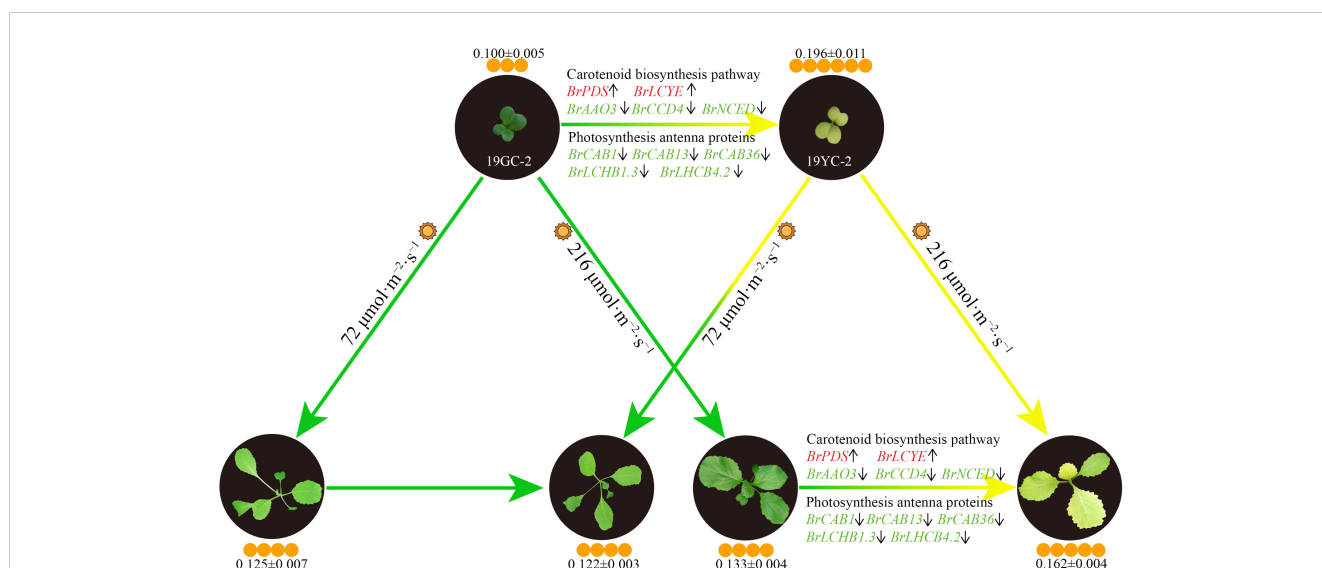 0.100±0.005
0.196±0.011
Carotenoid biosynthesis pathway
BrPDS↑ BrLCYE↑
BrAAO3↓ BrCCD4↓ BrNCED↓
Photosynthesis antenna proteins
BrCAB1↓ BrCAB13↓ BrCAB36↓
BrLCHB1.3↓ BrLHCB4.2↓
19GC-2
19YC-2
72 μmol·m⁻²·s⁻¹
216 μmol·m⁻²·s⁻¹
72 μmol·m⁻²·s⁻¹
216 μmol·m⁻²·s⁻¹
Carotenoid biosynthesis pathway
BrPDS↑ BrLCYE↑
BrAAO3↓ BrCCD4↓ BrNCED↓
Photosynthesis antenna proteins
BrCAB1↓ BrCAB13↓ BrCAB36↓
BrLCHB1.3↓ BrLHCB4.2↓
0.125±0.007
0.122±0.003
0.133±0.004
0.162±0.004